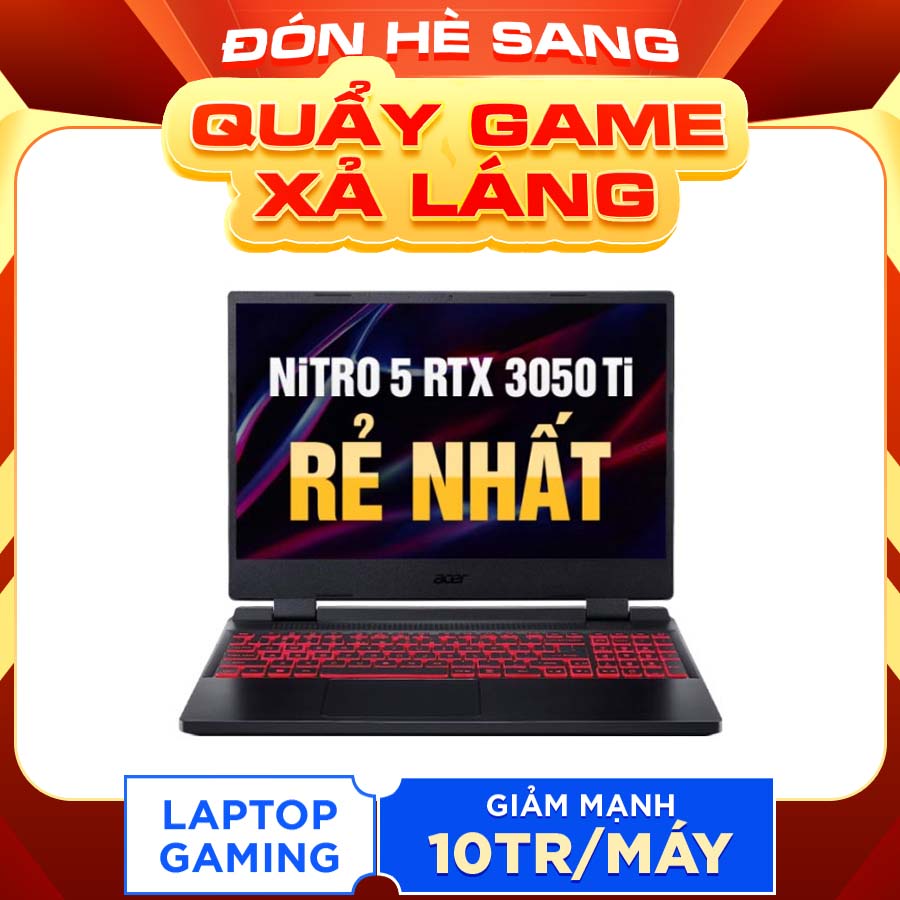 ĐÓN HÈ SANG
QUẨY GAME
XẢ LÁNG
NiTRO 5 RTX 3050 Ti
RẺ NHẤT
acer
LAPTOP
GAMING
GIẢM MẠNH
10TR/MÁY